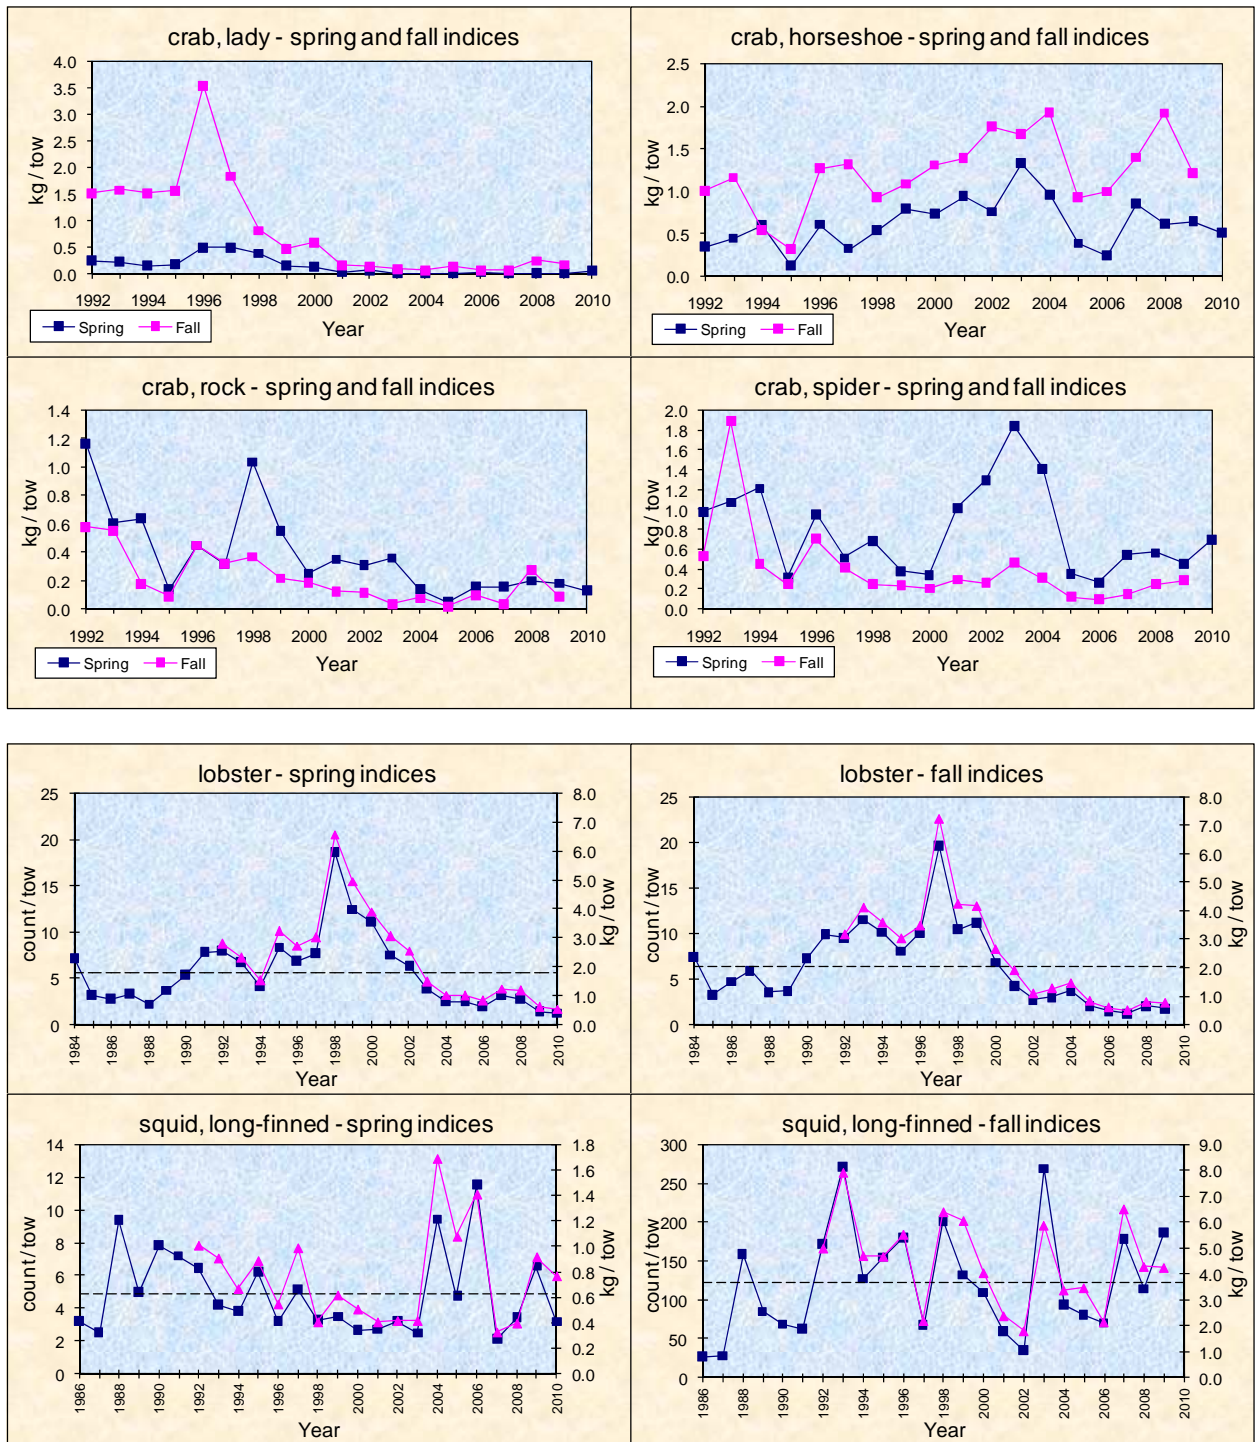 crab, lady - spring and fall indices
4.0
3.5
3.0
2.5
2.0
1.5
1.0
0.5
0.0
kg / tow
1992 1994 1996 1998 2000 2002 2004 2006 2008 2010
Year
Spring Fall
crab, horseshoe - spring and fall indices
2.5
2.0
1.5
1.0
0.5
0.0
kg / tow
1992 1994 1996 1998 2000 2002 2004 2006 2008 2010
Year
Spring Fall
crab, rock - spring and fall indices
1.4
1.2
1.0
0.8
0.6
0.4
0.2
0.0
kg / tow
1992 1994 1996 1998 2000 2002 2004 2006 2008 2010
Year
Spring Fall
crab, spider - spring and fall indices
2.0
1.8
1.6
1.4
1.2
1.0
0.8
0.6
0.4
0.2
0.0
kg / tow
1992 1994 1996 1998 2000 2002 2004 2006 2008 2010
Year
Spring Fall
lobster - spring indices
25
20
15
10
5
0
count / tow
8.0
7.0
6.0
5.0
4.0
3.0
2.0
1.0
0.0
kg / tow
1984 1986 1988 1990 1992 1994 1996 1998 2000 2002 2004 2006 2008 2010
Year
lobster - fall indices
25
20
15
10
5
0
count / tow
8.0
7.0
6.0
5.0
4.0
3.0
2.0
1.0
0.0
kg / tow
1984 1986 1988 1990 1992 1994 1996 1998 2000 2002 2004 2006 2008 2010
Year
squid, long-finned - spring indices
14
12
10
8
6
4
2
0
count / tow
1.8
1.6
1.4
1.2
1.0
0.8
0.6
0.4
0.2
0.0
kg / tow
1986 1988 1990 1992 1994 1996 1998 2000 2002 2004 2006 2008 2010
Year
squid, long-finned - fall indices
300
250
200
150
100
50
0
count / tow
9.0
8.0
7.0
6.0
5.0
4.0
3.0
2.0
1.0
0.0
kg / tow
1986 1988 1990 1992 1994 1996 1998 2000 2002 2004 2006 2008 2010
Year